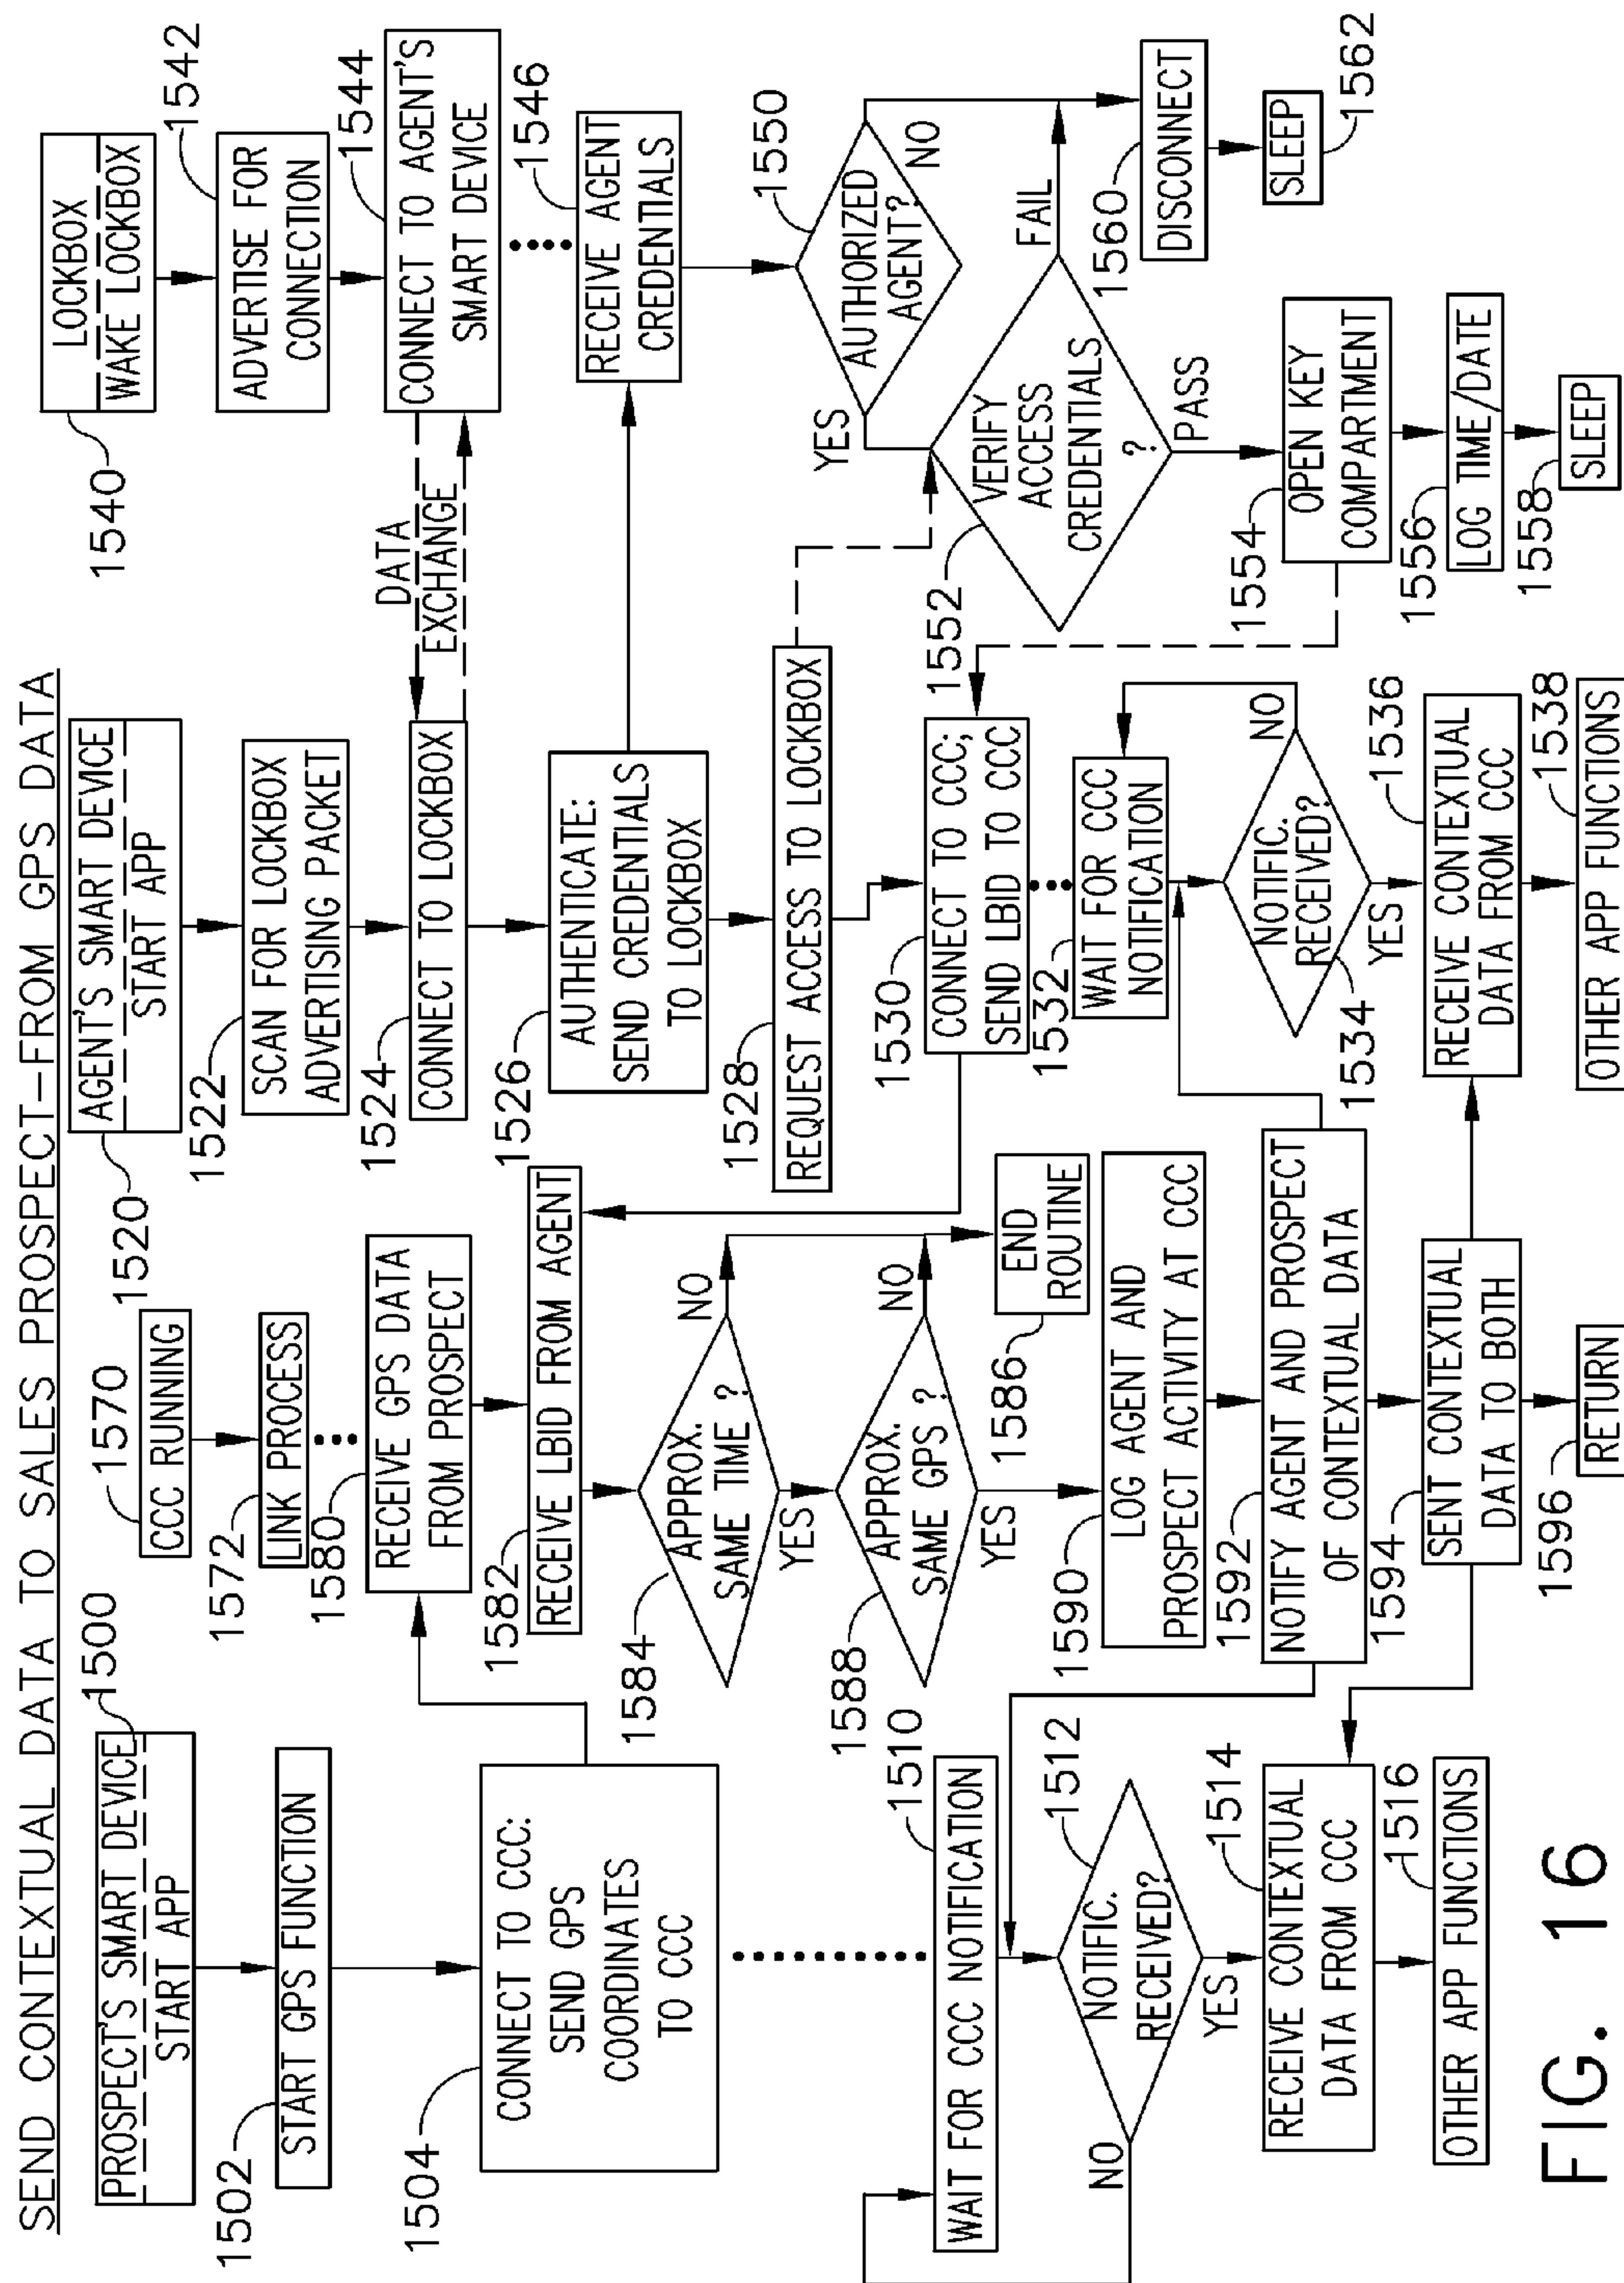 SEND CONTEXTUAL DATA TO SALES PROSPECT-FROM GPS DATA
1500
PROSPECT'S SMART DEVICE
START APP
1502
START GPS FUNCTION
1504
CONNECT TO CCC:
SEND GPS
COORDINATES
TO CCC
1510
WAIT FOR CCC NOTIFICATION
1512
NOTIFIC.
RECEIVED?
NO
YES
1514
RECEIVE CONTEXTUAL
DATA FROM CCC
1516
OTHER APP FUNCTIONS
1570
CCC RUNNING
1572
LINK PROCESS
1580
RECEIVE GPS DATA
FROM PROSPECT
1582
RECEIVE LBID FROM AGENT
1584
APPROX.
SAME TIME ?
NO
YES
1588
APPROX.
SAME GPS ?
NO
YES
1586
END
ROUTINE
1590
LOG AGENT AND
PROSPECT ACTIVITY AT CCC
1592
NOTIFY AGENT AND PROSPECT
OF CONTEXTUAL DATA
1594
SENT CONTEXTUAL
DATA TO BOTH
1596
RETURN
1520
AGENT'S SMART DEVICE
START APP
1522
SCAN FOR LOCKBOX
ADVERTISING PACKET
1524
CONNECT TO LOCKBOX
DATA
EXCHANGE
1526
AUTHENTICATE:
SEND CREDENTIALS
TO LOCKBOX
1528
REQUEST ACCESS TO LOCKBOX
1530
CONNECT TO CCC;
SEND LBID TO CCC
1532
WAIT FOR CCC
NOTIFICATION
1534
NOTIFIC.
RECEIVED?
NO
YES
1536
RECEIVE CONTEXTUAL
DATA FROM CCC
1538
OTHER APP FUNCTIONS
1540
LOCKBOX
WAKE LOCKBOX
1542
ADVERTISE FOR
CONNECTION
1544
CONNECT TO AGENT'S
SMART DEVICE
1546
RECEIVE AGENT
CREDENTIALS
1550
AUTHORIZED
AGENT?
YES
NO
1552
VERIFY
ACCESS
CREDENTIALS
?
FAIL
PASS
1554
OPEN KEY
COMPARTMENT
1556
LOG TIME/DATE
1558
SLEEP
1560
DISCONNECT
1562
SLEEP
FIG. 16